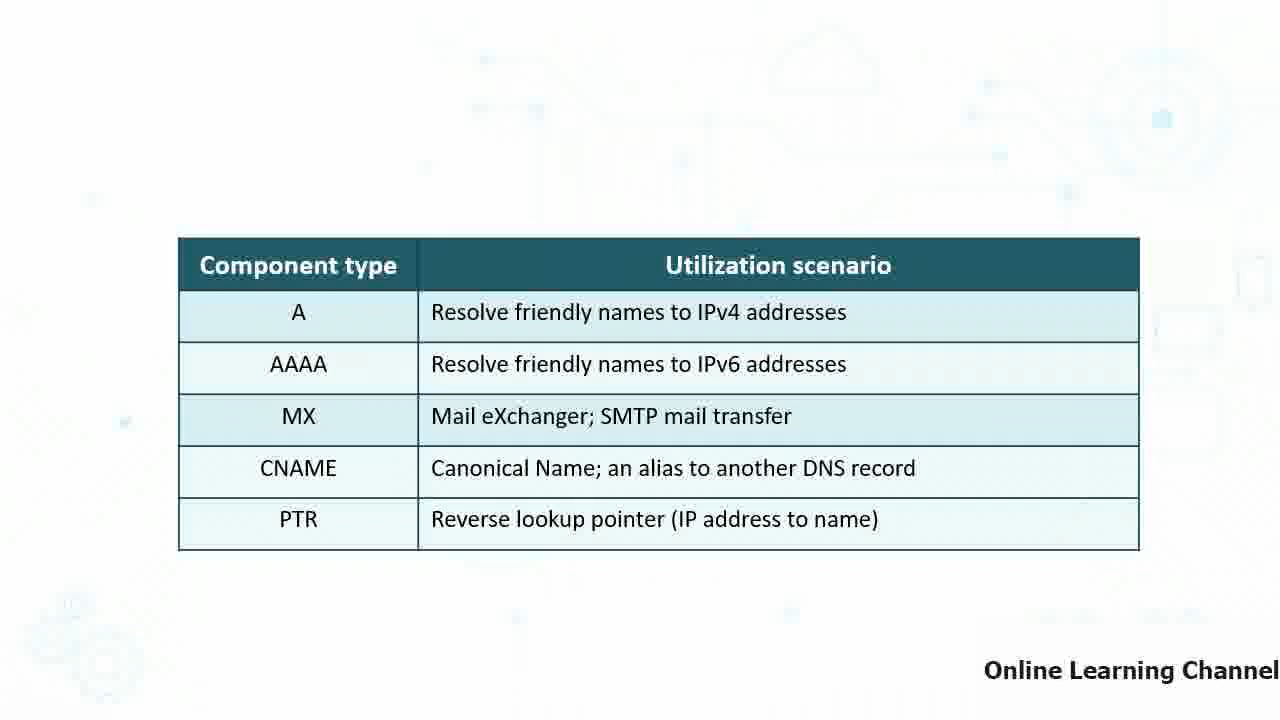 Component type Utilization scenario
A Resolve friendly names to IPv4 addresses
AAAA Resolve friendly names to IPv6 addresses
MX Mail eXchanger; SMTP mail transfer
CNAME Canonical Name; an alias to another DNS record
PTR Reverse lookup pointer (IP address to name)
Online Learning Channel